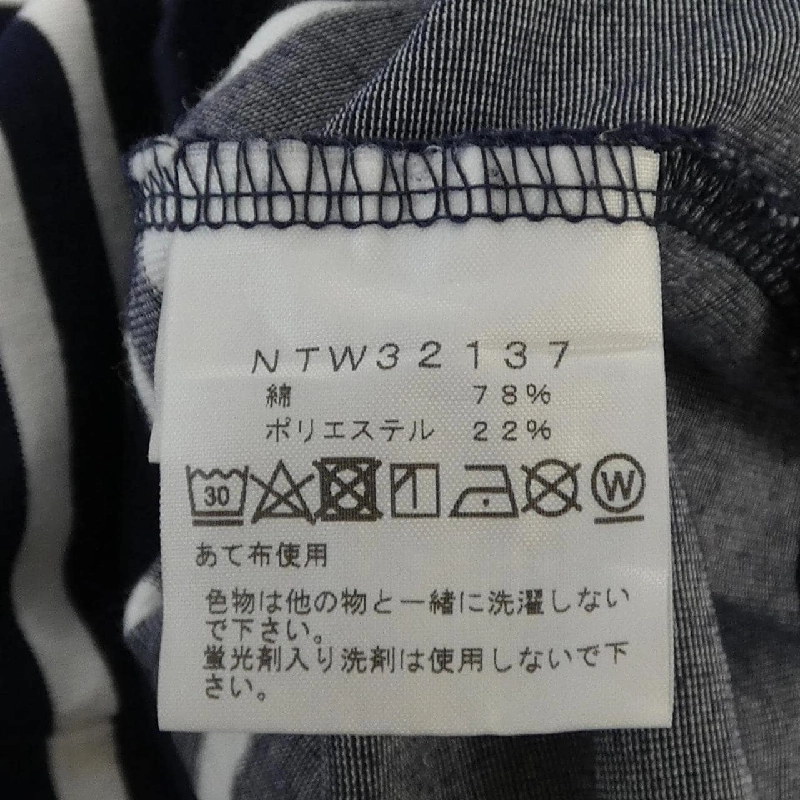 NTW32137
綿 78%
ポリエステル 22%
30 W
あて布使用
色物は他の物と一緒に洗濯しない
で下さい。
蛍光剤入り洗剤は使用しないで下
さい。